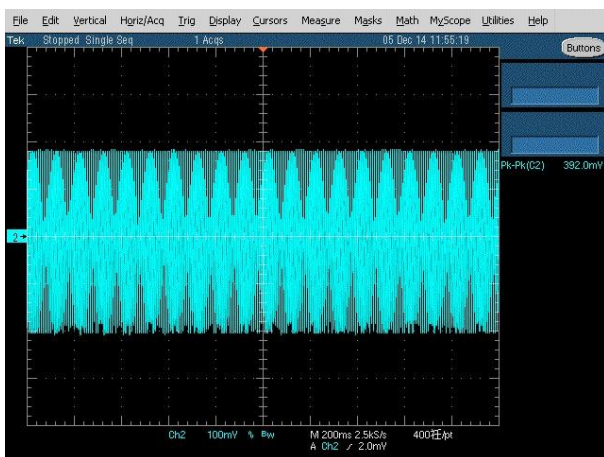 File Edit Vertical Horiz/Acq Trig Display Cursors Measure Masks Math MyScope Utilities Help
Tek Stopped Single Seq 1 Acqs 05 Dec 14 11:55:19 Buttons
Pk-Pk(C2) 392.0mV
2
Ch2 100mV Bw M 200ms 2.5kS/s 400 /pt
A Ch2 2.0mV